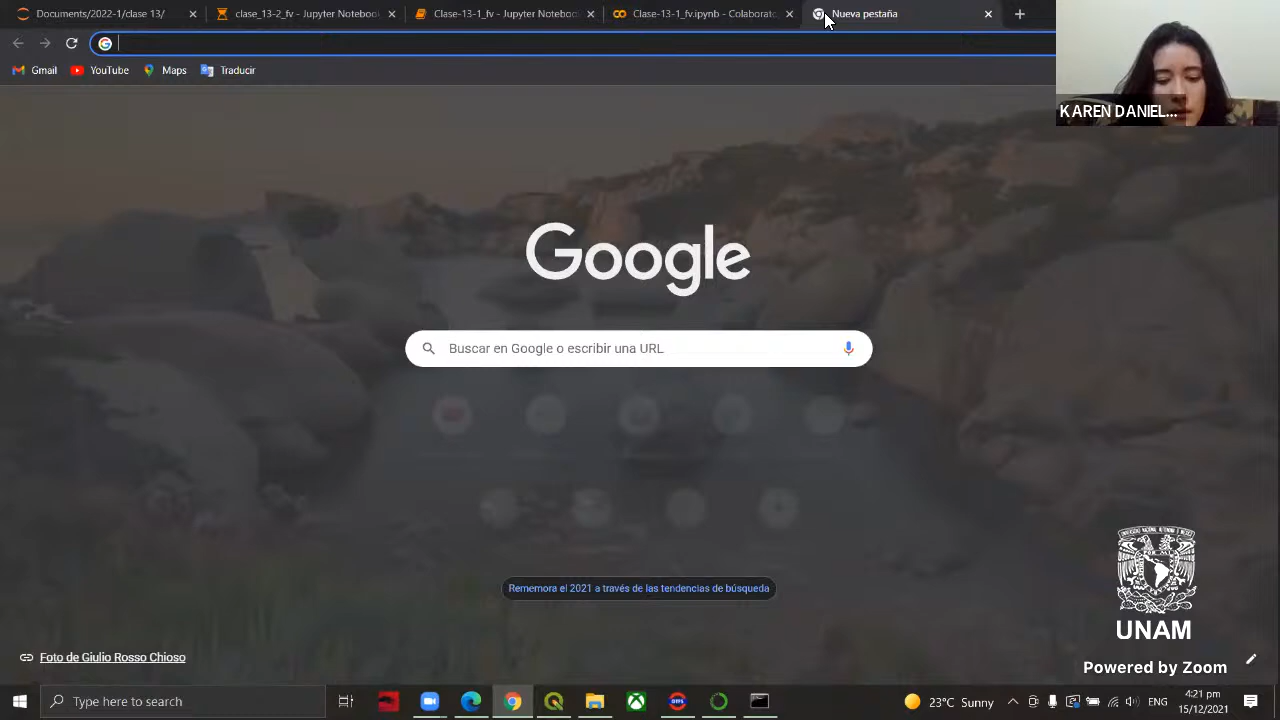 Documents/2022-1/clase 13/
clase_13-2_fv - Jupyter Noteboo
Clase-13-1_fv - Jupyter Noteboo
Clase-13-1_fv.ipynb - Colaborato
Nueva pestaña
Gmail
YouTube
Maps
Traducir
KAREN DANIEL...
Google
Buscar en Google o escribir una URL
Rememora el 2021 a través de las tendencias de búsqueda
UNAM
Foto de Giulio Rosso Chioso
Powered by Zoom
Type here to search
23°C Sunny
ENG
4:21 pm
15/12/2021